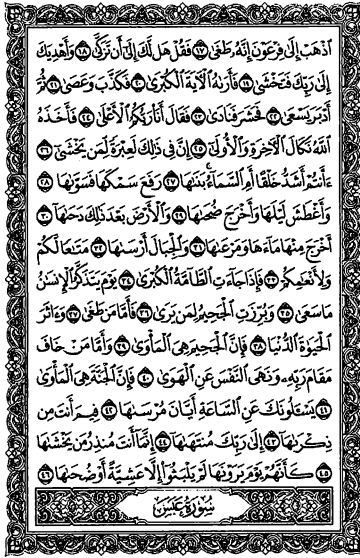 ٱذْهَبْ إِلَىٰ فِرْعَوْنَ إِنَّهُۥ طَغَىٰ ١٧ فَقُلْ هَل لَّكَ إِلَىٰٓ أَن تَزَكَّىٰ ١٨ وَأَهْدِيَكَ
إِلَىٰ رَبِّكَ فَتَخْشَىٰ ١٩ فَأَرَىٰهُ ٱلْءَايَةَ ٱلْكُبْرَىٰ ٢٠ فَكَذَّبَ وَعَصَىٰ ٢١ ثُمَّ
أَدْبَرَ يَسْعَىٰ ٢٢ فَحَشَرَ فَنَادَىٰ ٢٣ فَقَالَ أَنَا۠ رَبُّكُمُ ٱلْأَعْلَىٰ ٢٤ فَأَخَذَهُ
ٱللَّهُ نَكَالَ ٱلْءَاخِرَةِ وَٱلْأُولَىٰٓ ٢٥ إِنَّ فِى ذَٰلِكَ لَعِبْرَةً لِّمَن يَخْشَىٰٓ ٢٦
ءَأَنتُمْ أَشَدُّ خَلْقًا أَمِ ٱلسَّمَآءُ بَنَىٰهَا ٢٧ رَفَعَ سَمْكَهَا فَسَوَّىٰهَا ٢٨
وَأَغْطَشَ لَيْلَهَا وَأَخْرَجَ ضُحَىٰهَا ٢٩ وَٱلْأَرْضَ بَعْدَ ذَٰلِكَ دَحَىٰهَآ ٣٠
أَخْرَجَ مِنْهَا مَآءَهَا وَمَرْعَىٰهَا ٣١ وَٱلْجِبَالَ أَرْسَىٰهَا ٣٢ مَتَٰعًا لَّكُمْ
وَلِأَنْعَٰمِكُمْ ٣٣ فَإِذَا جَآءَتِ ٱلطَّآمَّةُ ٱلْكُبْرَىٰ ٣٤ يَوْمَ يَتَذَكَّرُ ٱلْإِنسَٰنُ
مَا سَعَىٰ ٣٥ وَبُرِّزَتِ ٱلْجَحِيمُ لِمَن يَرَىٰ ٣٦ فَأَمَّا مَن طَغَىٰ ٣٧ وَءَاثَرَ
ٱلْحَيَوٰةَ ٱلدُّنْيَا ٣٨ فَإِنَّ ٱلْجَحِيمَ هِىَ ٱلْمَأْوَىٰ ٣٩ وَأَمَّا مَنْ خَافَ
مَقَامَ رَبِّهِۦ وَنَهَى ٱلنَّفْسَ عَنِ ٱلْهَوَىٰ ٤٠ فَإِنَّ ٱلْجَنَّةَ هِىَ ٱلْمَأْوَىٰ
٤١ يَسْـَٔلُونَكَ عَنِ ٱلسَّاعَةِ أَيَّانَ مُرْسَىٰهَا ٤٢ فِيمَ أَنتَ مِن
ذِكْرَىٰهَآ ٤٣ إِلَىٰ رَبِّكَ مُنتَهَىٰهَآ ٤٤ إِنَّمَآ أَنتَ مُنذِرُ مَن يَخْشَىٰهَا
٤٥ كَأَنَّهُمْ يَوْمَ يَرَوْنَهَا لَمْ يَلْبَثُوٓا۟ إِلَّا عَشِيَّةً أَوْ ضُحَىٰهَا ٤٦
سُورَةُ عَبَسَ